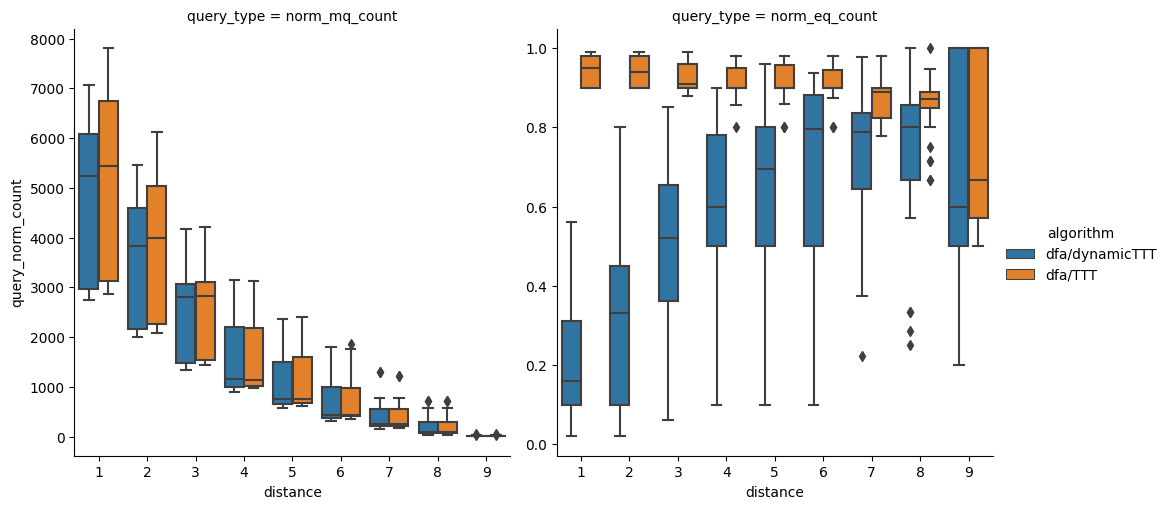 query_type = norm_mq_count
query_type = norm_eq_count
8000
7000
6000
5000
4000
3000
2000
1000
0
query_norm_count
1 2 3 4 5 6 7 8 9
distance
1.0
0.8
0.6
0.4
0.2
0.0
1 2 3 4 5 6 7 8 9
distance
algorithm
dfa/dynamicTTT
dfa/TTT